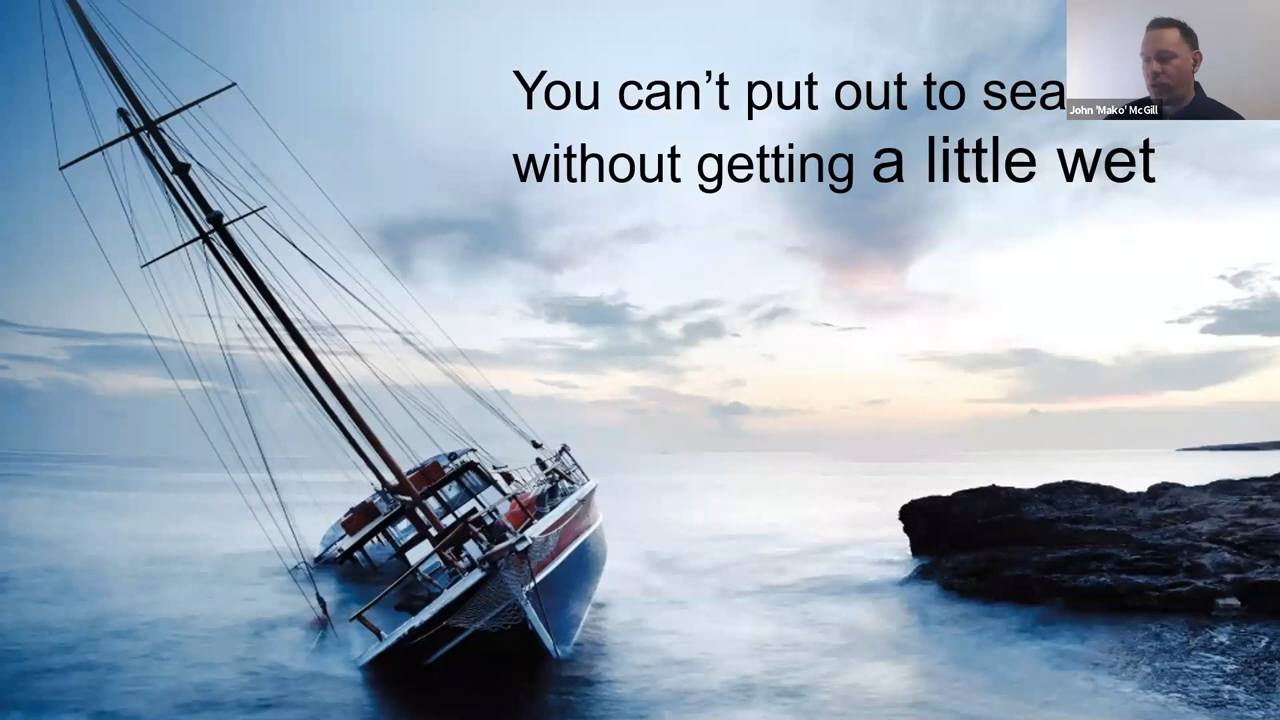 You can’t put out to sea
without getting a little wet
John 'Mako' McGill